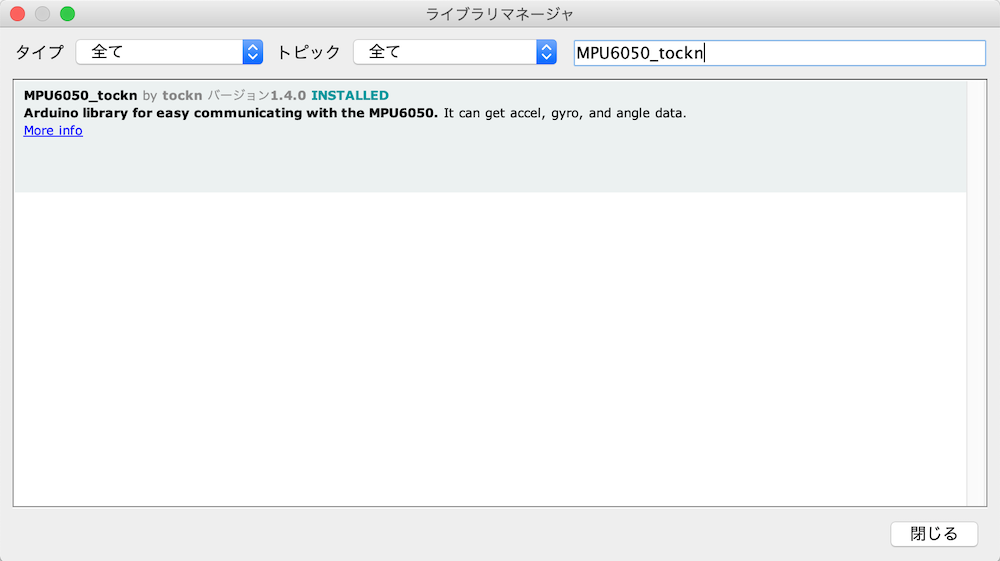 ライブラリマネージャ
タイプ 全て トピック 全て MPU6050_tockn
MPU6050_tockn by tockn バージョン1.4.0 INSTALLED
Arduino library for easy communicating with the MPU6050. It can get accel, gyro, and angle data.
More info
閉じる